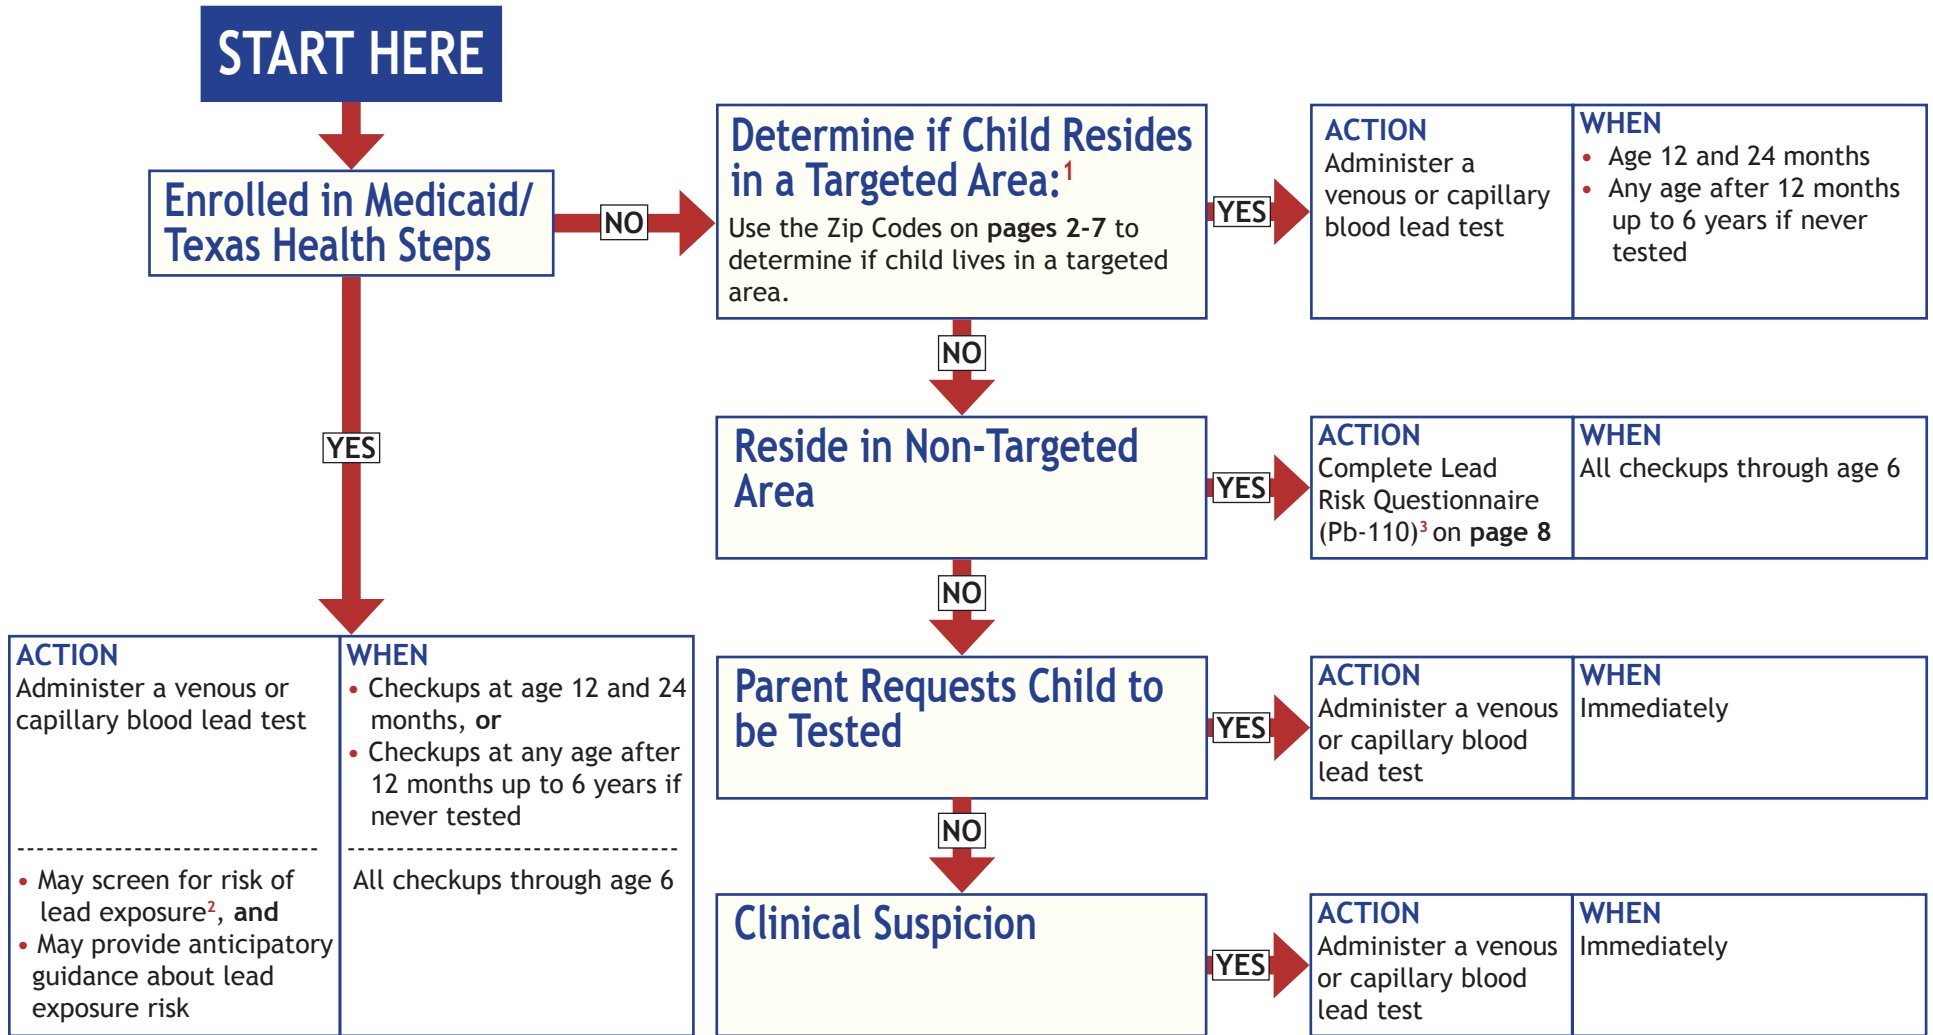 START HERE
Enrolled in Medicaid/
Texas Health Steps
NO
Determine if Child Resides
in a Targeted Area:1
Use the Zip Codes on pages 2-7 to
determine if child lives in a targeted
area.
YES
ACTION
Administer a
venous or capillary
blood lead test
WHEN
• Age 12 and 24 months
• Any age after 12 months
up to 6 years if never
tested
NO
Reside in Non-Targeted
Area
YES
ACTION
Complete Lead
Risk Questionnaire
(Pb-110)3 on page 8
WHEN
All checkups through age 6
NO
Parent Requests Child to
be Tested
YES
ACTION
Administer a venous
or capillary blood
lead test
WHEN
Immediately
NO
Clinical Suspicion
YES
ACTION
Administer a venous
or capillary blood
lead test
WHEN
Immediately
YES
ACTION
Administer a venous or
capillary blood lead test
WHEN
• Checkups at age 12 and 24
months, or
• Checkups at any age after
12 months up to 6 years if
never tested
• May screen for risk of
lead exposure2, and
• May provide anticipatory
guidance about lead
exposure risk
All checkups through age 6